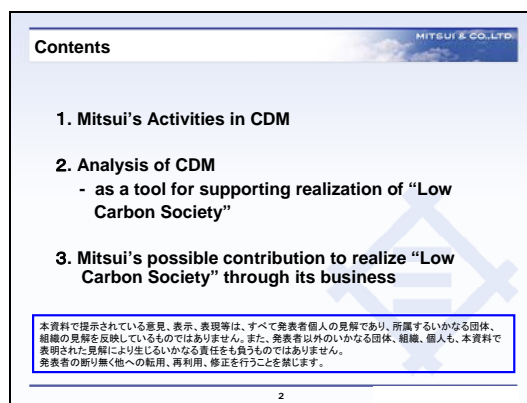 MITSUI & CO.,LTD.
Contents
1. Mitsui's Activities in CDM
2. Analysis of CDM
- as a tool for supporting realization of "Low
Carbon Society"
3. Mitsui's possible contribution to realize "Low
Carbon Society" through its business
本資料で提示されている意見、表示、表現等は、すべて発表者個人の見解であり、所属するいかなる団体、
組織の見解を反映しているものではありません。また、発表者以外のいかなる団体、組織、個人も、本資料で
表明された見解により生じるいかなる責任をも負うものではありません。
発表者の断り無く他への転用、再利用、修正を行うことを禁じます。
2